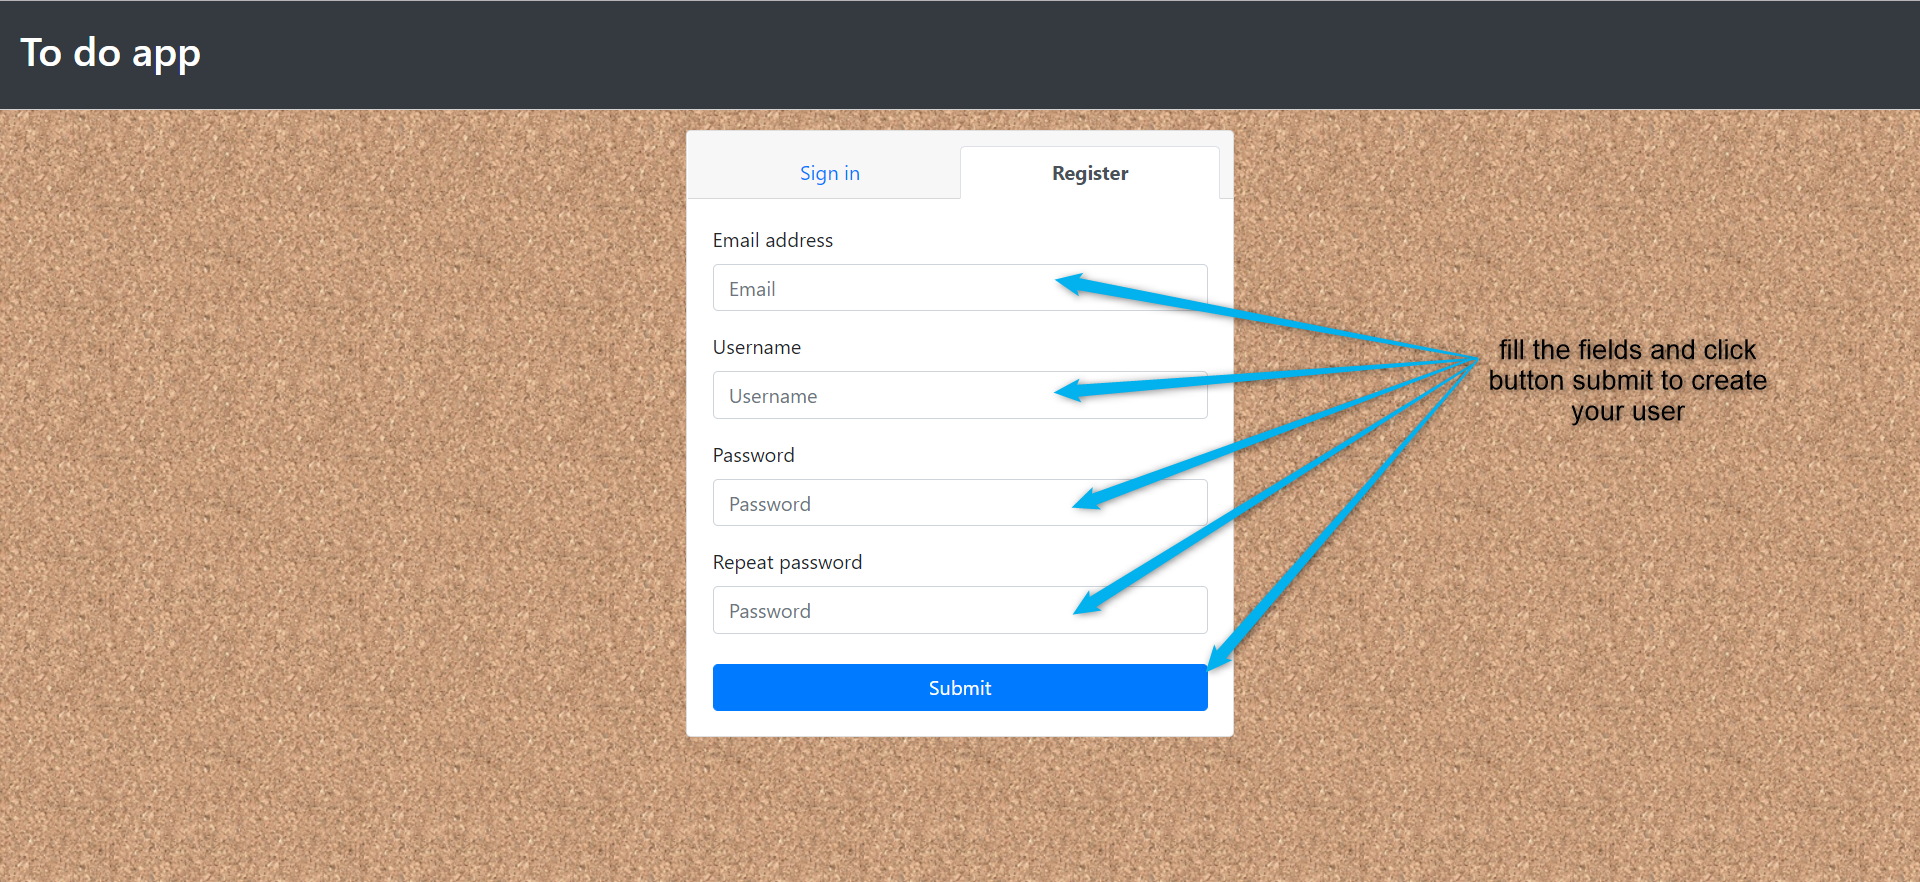 To do app
Sign in
Register
Email address
Email
Username
Username
Password
Password
Repeat password
Password
Submit
fill the fields and click
button submit to create
your user